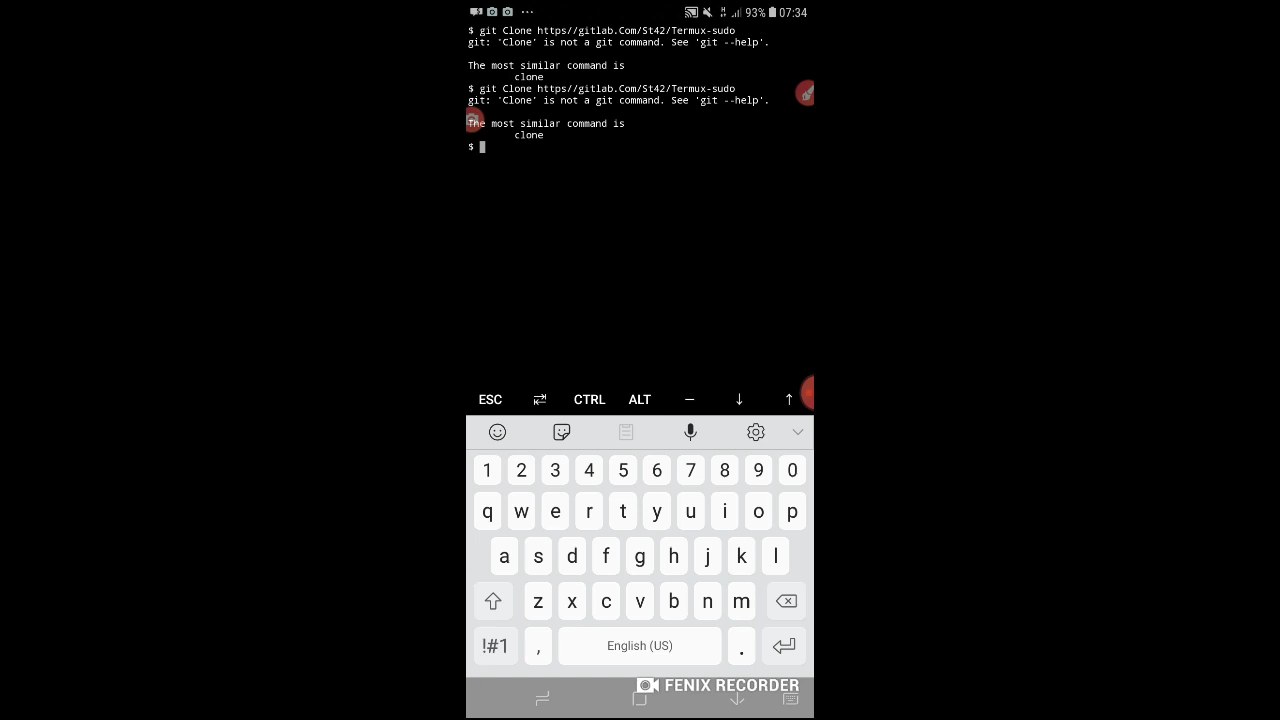 93% 07:34
$ git Clone https//gitlab.Com/St42/Termux-sudo
git: 'Clone' is not a git command. See 'git --help'.
The most similar command is
clone
$ git Clone https//gitlab.Com/St42/Termux-sudo
git: 'Clone' is not a git command. See 'git --help'.
The most similar command is
clone
$
ESC CTRL ALT — ↓ ↑
1 2 3 4 5 6 7 8 9 0
q w e r t y u i o p
a s d f g h j k l
z x c v b n m
!#1 , English (US) .
FENIX RECORDER